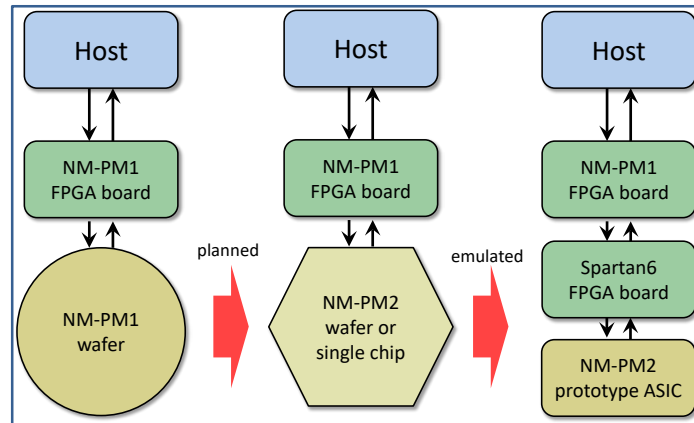 Host
NM-PM1
FPGA board
NM-PM1
wafer
planned
Host
NM-PM1
FPGA board
NM-PM2
wafer or
single chip
emulated
Host
NM-PM1
FPGA board
Spartan6
FPGA board
NM-PM2
prototype ASIC